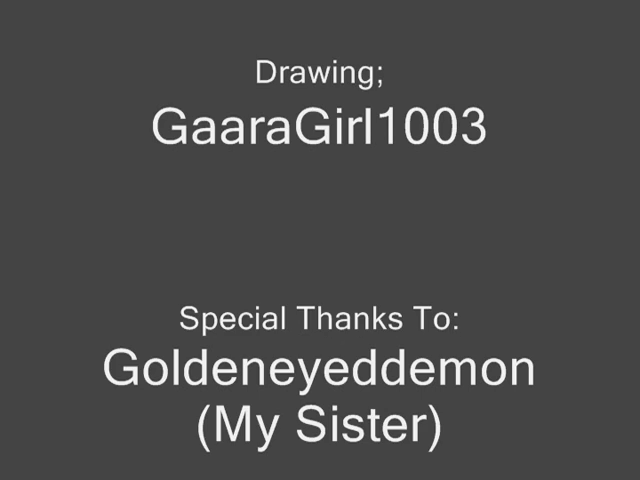 Drawing;
GaaraGirl1003
Special Thanks To:
Goldeneyeddemon
(My Sister)